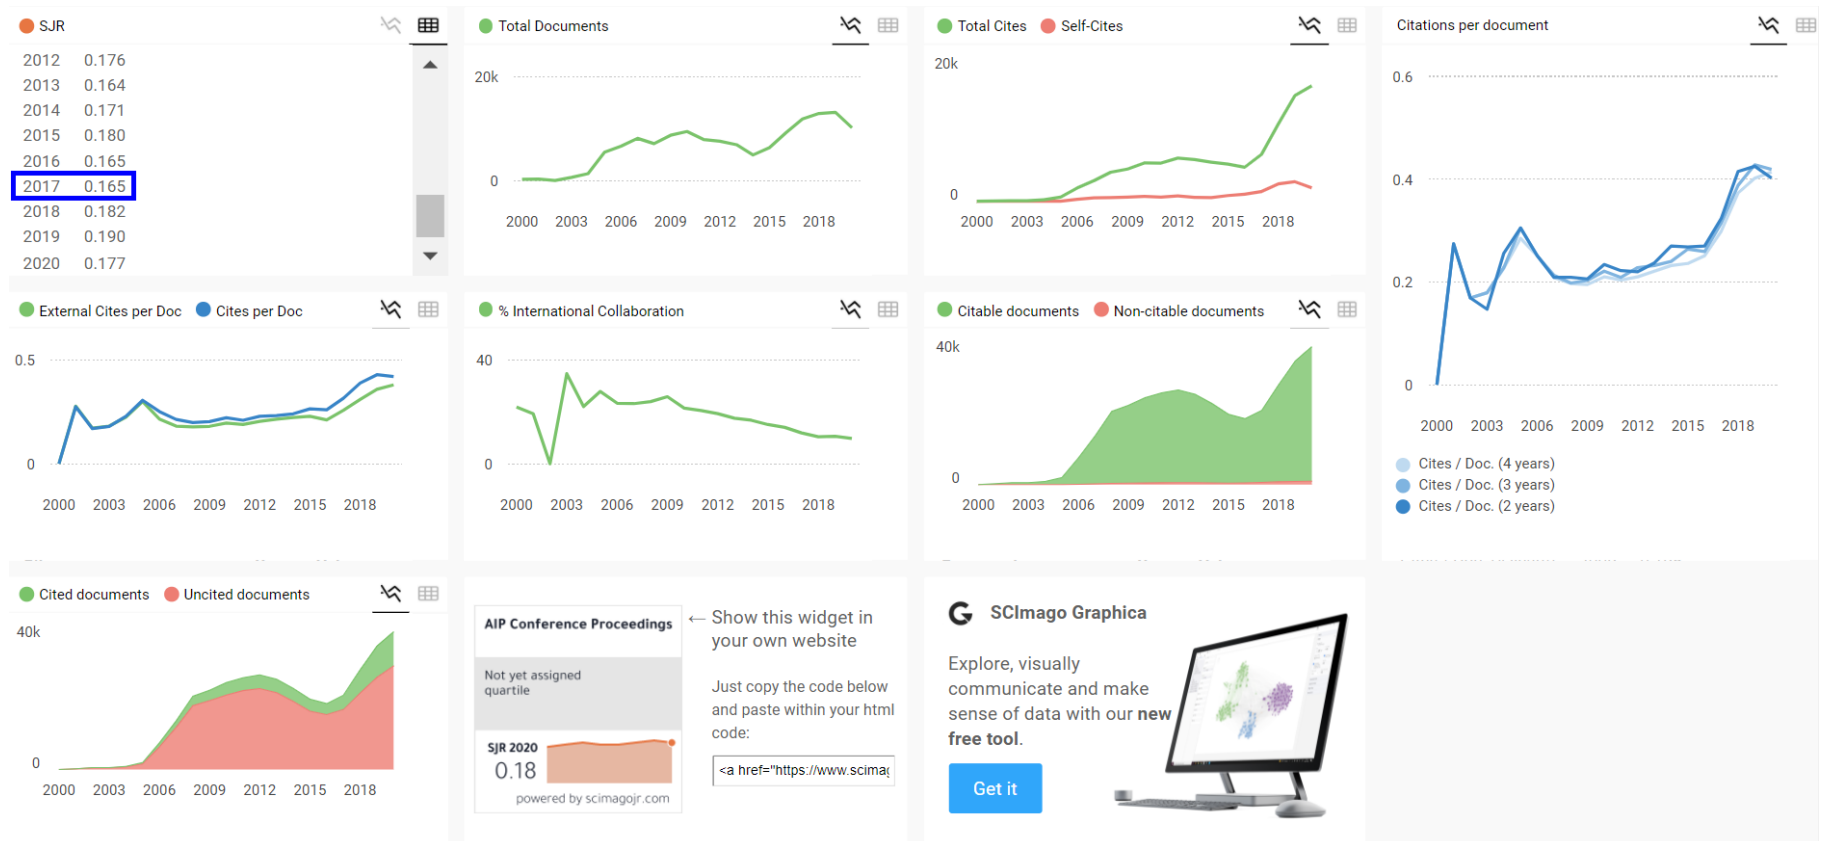 SJR
2012 0.176
2013 0.164
2014 0.171
2015 0.180
2016 0.165
2017 0.165
2018 0.182
2019 0.190
2020 0.177
Total Documents
20k
0
2000 2003 2006 2009 2012 2015 2018
Total Cites Self-Cites
20k
0
2000 2003 2006 2009 2012 2015 2018
Citations per document
0.6
0.4
0.2
0
2000 2003 2006 2009 2012 2015 2018
Cites / Doc. (4 years)
Cites / Doc. (3 years)
Cites / Doc. (2 years)
External Cites per Doc Cites per Doc
0.5
0
2000 2003 2006 2009 2012 2015 2018
% International Collaboration
40
0
2000 2003 2006 2009 2012 2015 2018
Citable documents Non-citable documents
40k
0
2000 2003 2006 2009 2012 2015 2018
Cited documents Uncited documents
40k
0
2000 2003 2006 2009 2012 2015 2018
AIP Conference Proceedings
Not yet assigned
quartile
SJR 2020
0.18
powered by scimagojr.com
← Show this widget in
your own website
Just copy the code below
and paste within your html
code:
<a href="https://www.scimag
SCImago Graphica
Explore, visually
communicate and make
sense of data with our new
free tool.
Get it